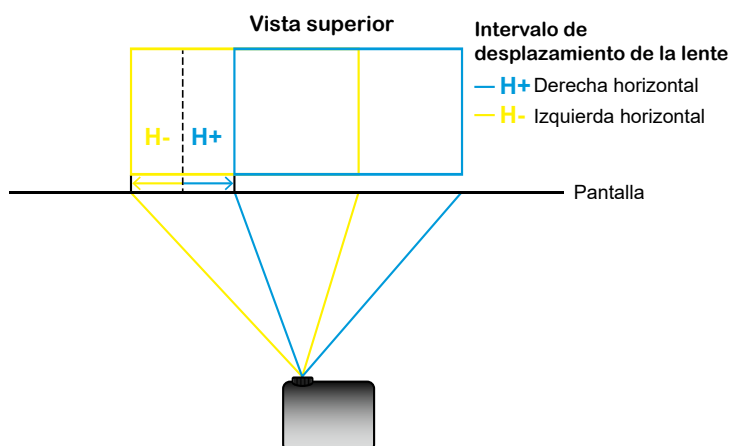 Vista superior
Intervalo de
desplazamiento de la lente
H+ Derecha horizontal
H- Izquierda horizontal
H- H+
Pantalla